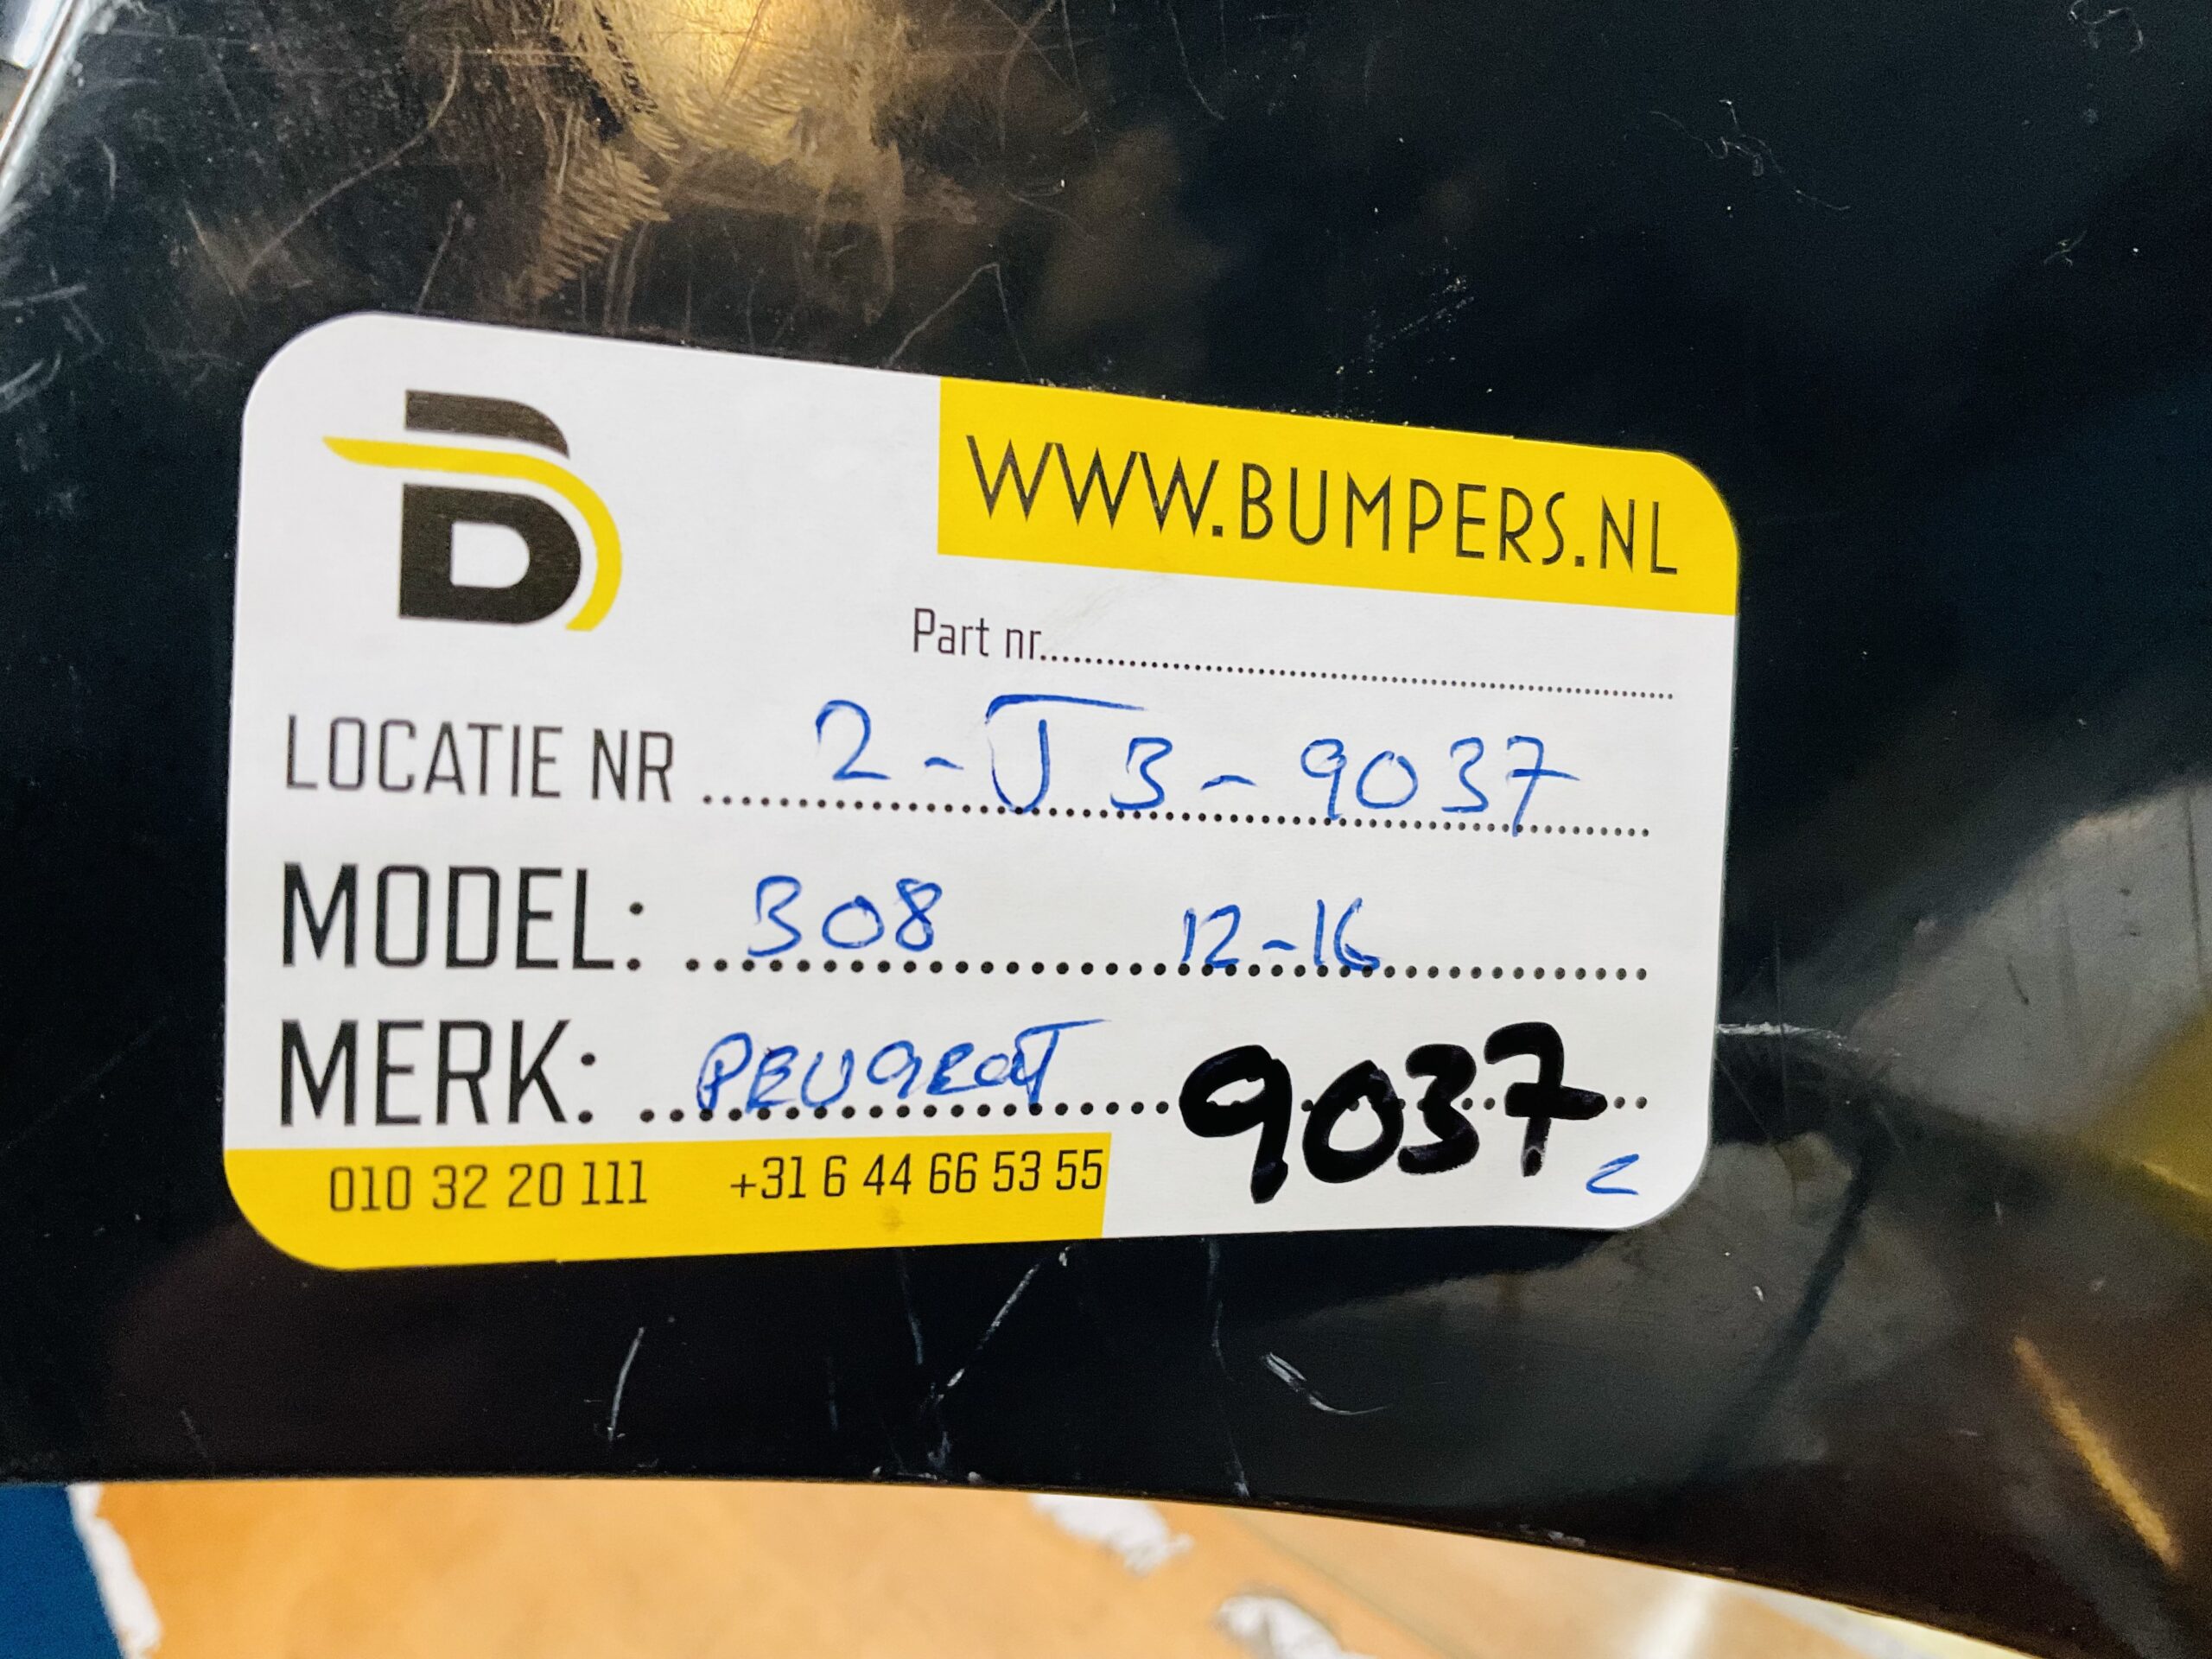 B
WWW.BUMPERS.NL
Part nr.
LOCATIE NR 2-J3-9037
MODEL: 308 12-16
MERK: PEUGEOT 9037
010 32 20 111 +31 6 44 66 53 55